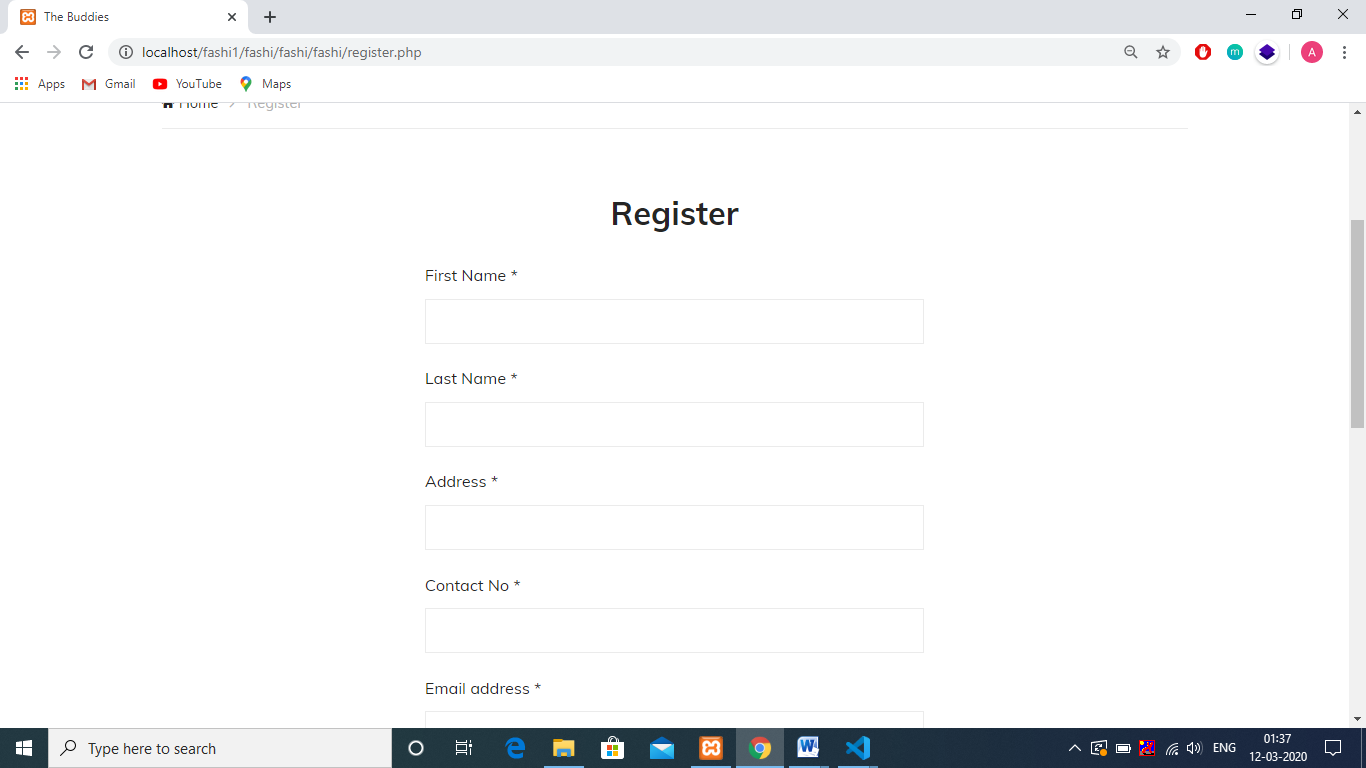 The Buddies
localhost/fashi1/fashi/fashi/fashi/register.php
m
A
Apps Gmail YouTube Maps
Home > Register
Register
First Name *
Last Name *
Address *
Contact No *
Email address *
Type here to search
ENG
01:37
12-03-2020